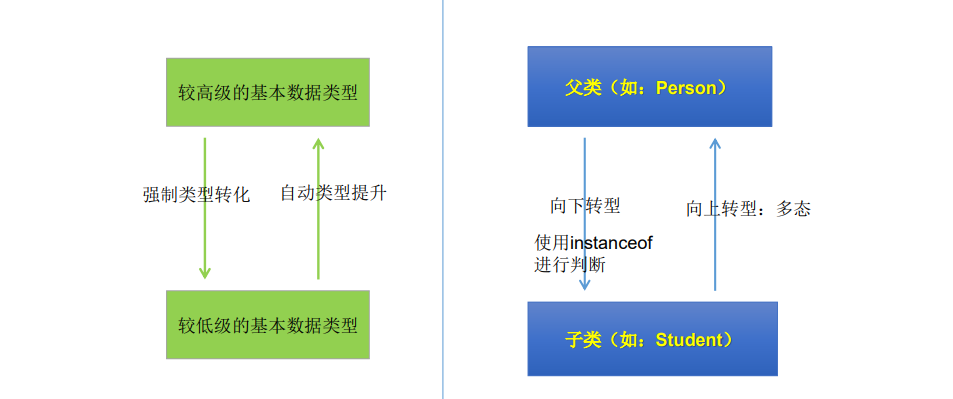 较高级的基本数据类型
强制类型转化
自动类型提升
较低级的基本数据类型
父类（如：Person）
向下转型
使用instanceof
进行判断
向上转型：多态
子类（如：Student）